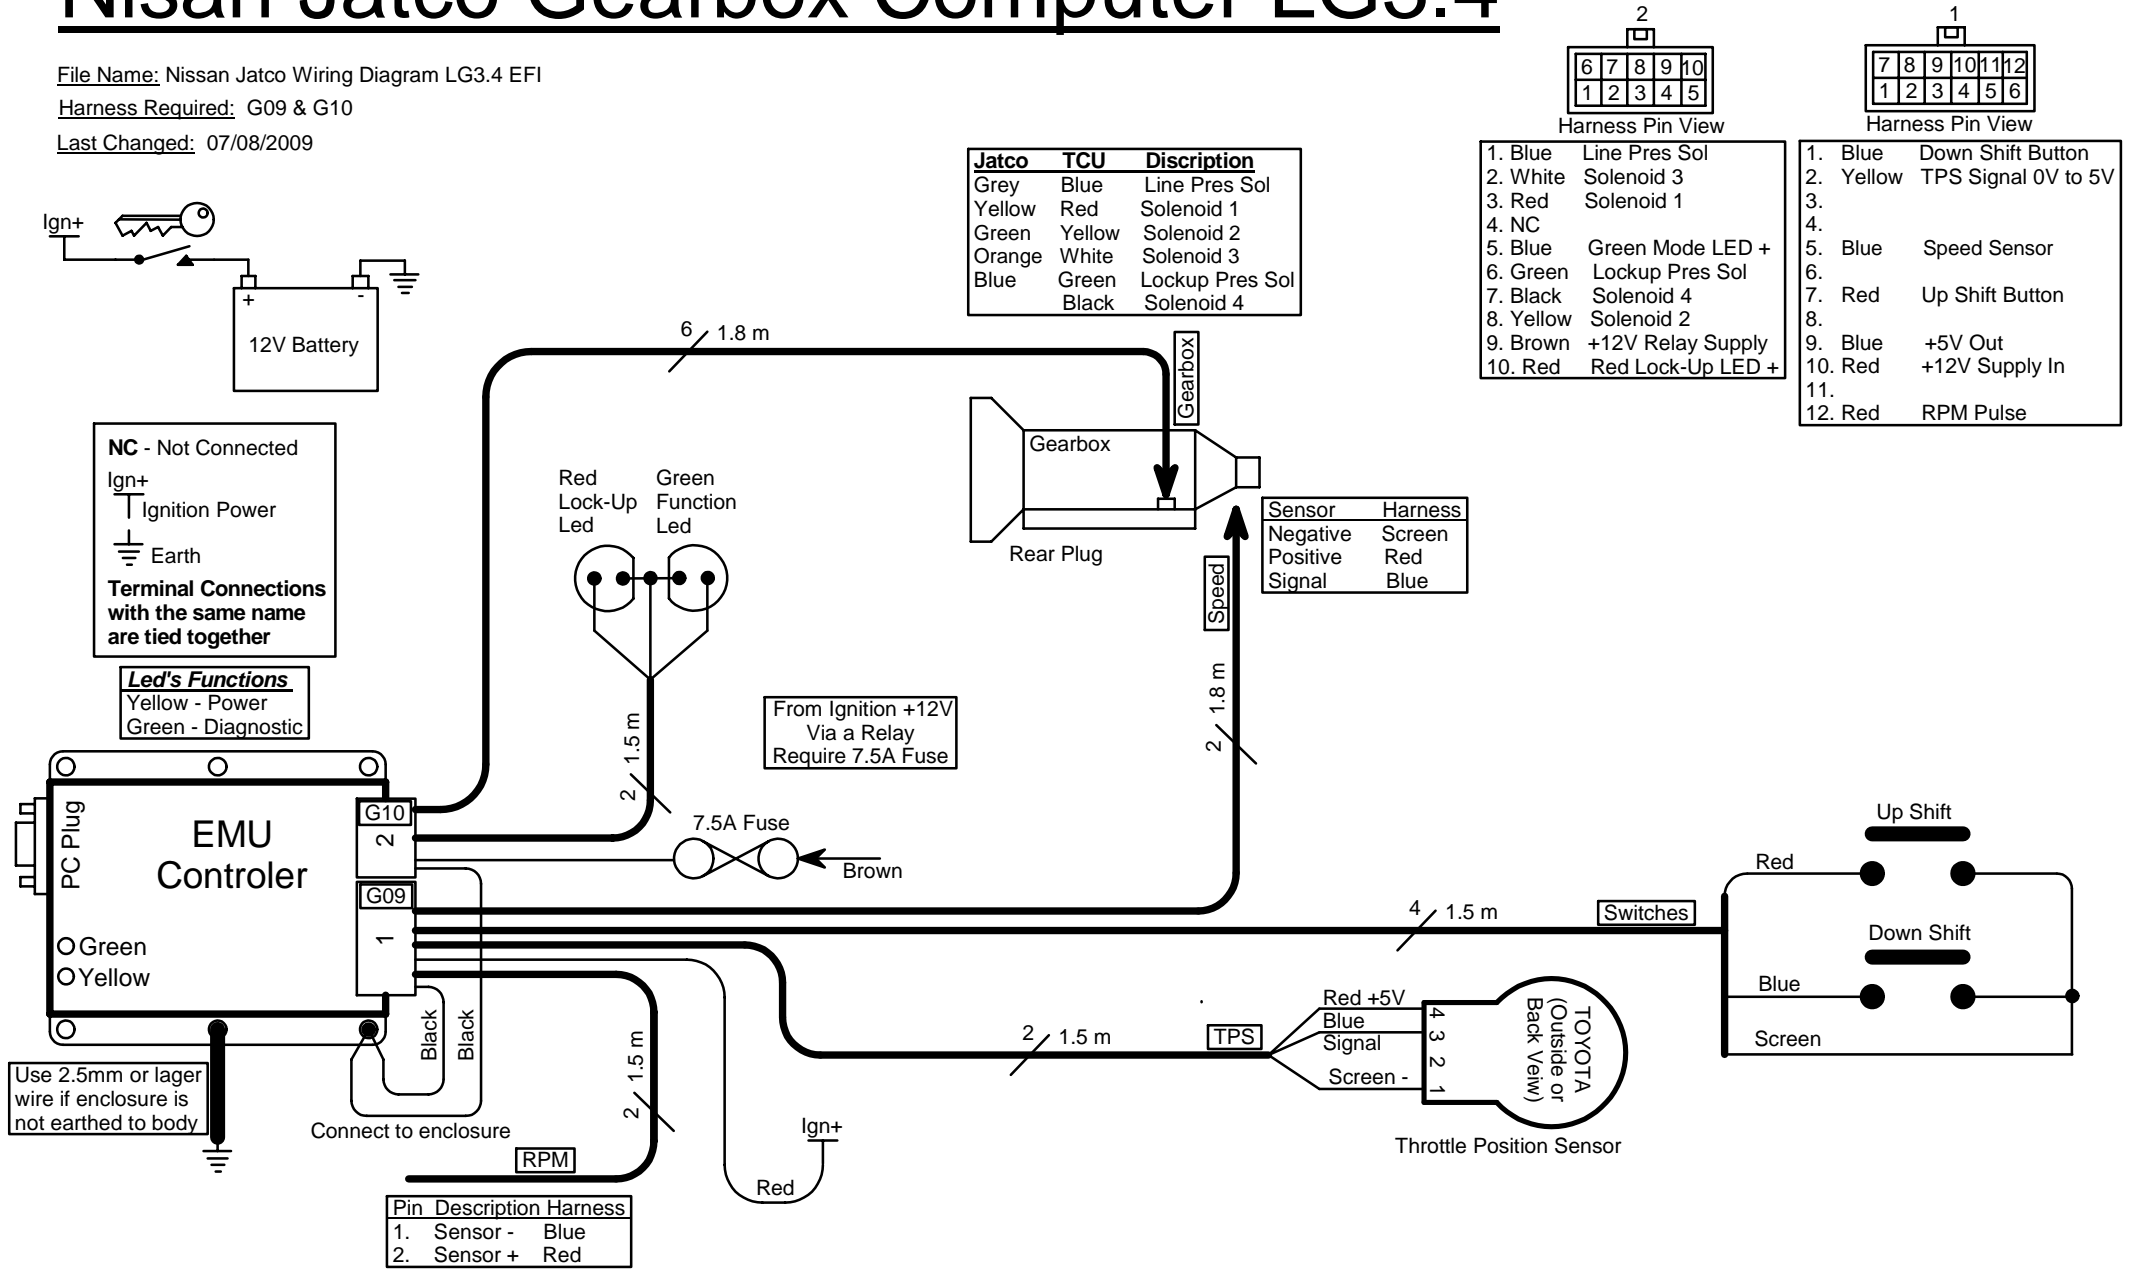 Nisan Jatco Gearbox Computer LG3.4
File Name: Nissan Jatco Wiring Diagram LG3.4 EFI
Harness Required: G09 & G10
Last Changed: 07/08/2009
2
6 7 8 9 10
1 2 3 4 5
Harness Pin View
1. Blue Line Pres Sol
2. White Solenoid 3
3. Red Solenoid 1
4. NC
5. Blue Green Mode LED +
6. Green Lockup Pres Sol
7. Black Solenoid 4
8. Yellow Solenoid 2
9. Brown +12V Relay Supply
10. Red Red Lock-Up LED +
1
7 8 9 10 11 12
1 2 3 4 5 6
Harness Pin View
1. Blue Down Shift Button
2. Yellow TPS Signal 0V to 5V
3.
4.
5. Blue Speed Sensor
6.
7. Red Up Shift Button
8.
9. Blue +5V Out
10. Red +12V Supply In
11.
12. Red RPM Pulse
Jatco TCU Discription
Grey Blue Line Pres Sol
Yellow Red Solenoid 1
Green Yellow Solenoid 2
Orange White Solenoid 3
Blue Green Lockup Pres Sol
Black Solenoid 4
Ign+
+ -
12V Battery
NC - Not Connected
Ign+
Ignition Power
Earth
Terminal Connections
with the same name
are tied together
Led's Functions
Yellow - Power
Green - Diagnostic
6 1.8 m
Gearbox
Gearbox
Rear Plug
Red
Lock-Up
Led
Green
Function
Led
Sensor Harness
Negative Screen
Positive Red
Signal Blue
Speed
2 1.8 m
2 1.5 m
From Ignition +12V
Via a Relay
Require 7.5A Fuse
7.5A Fuse
Brown
PC Plug
EMU
Controler
G10
2
G09
1
Green
Yellow
Black
Black
Use 2.5mm or lager
wire if enclosure is
not earthed to body
Connect to enclosure
2 1.5 m
RPM
Pin Description Harness
1. Sensor - Blue
2. Sensor + Red
Ign+
Red
4 1.5 m
Switches
Up Shift
Red
Down Shift
Blue
Screen
2 1.5 m
TPS
Red +5V
Blue
Signal
Screen -
4
3
2
1
TOYOTA
(Outside or
Back Veiw)
Throttle Position Sensor